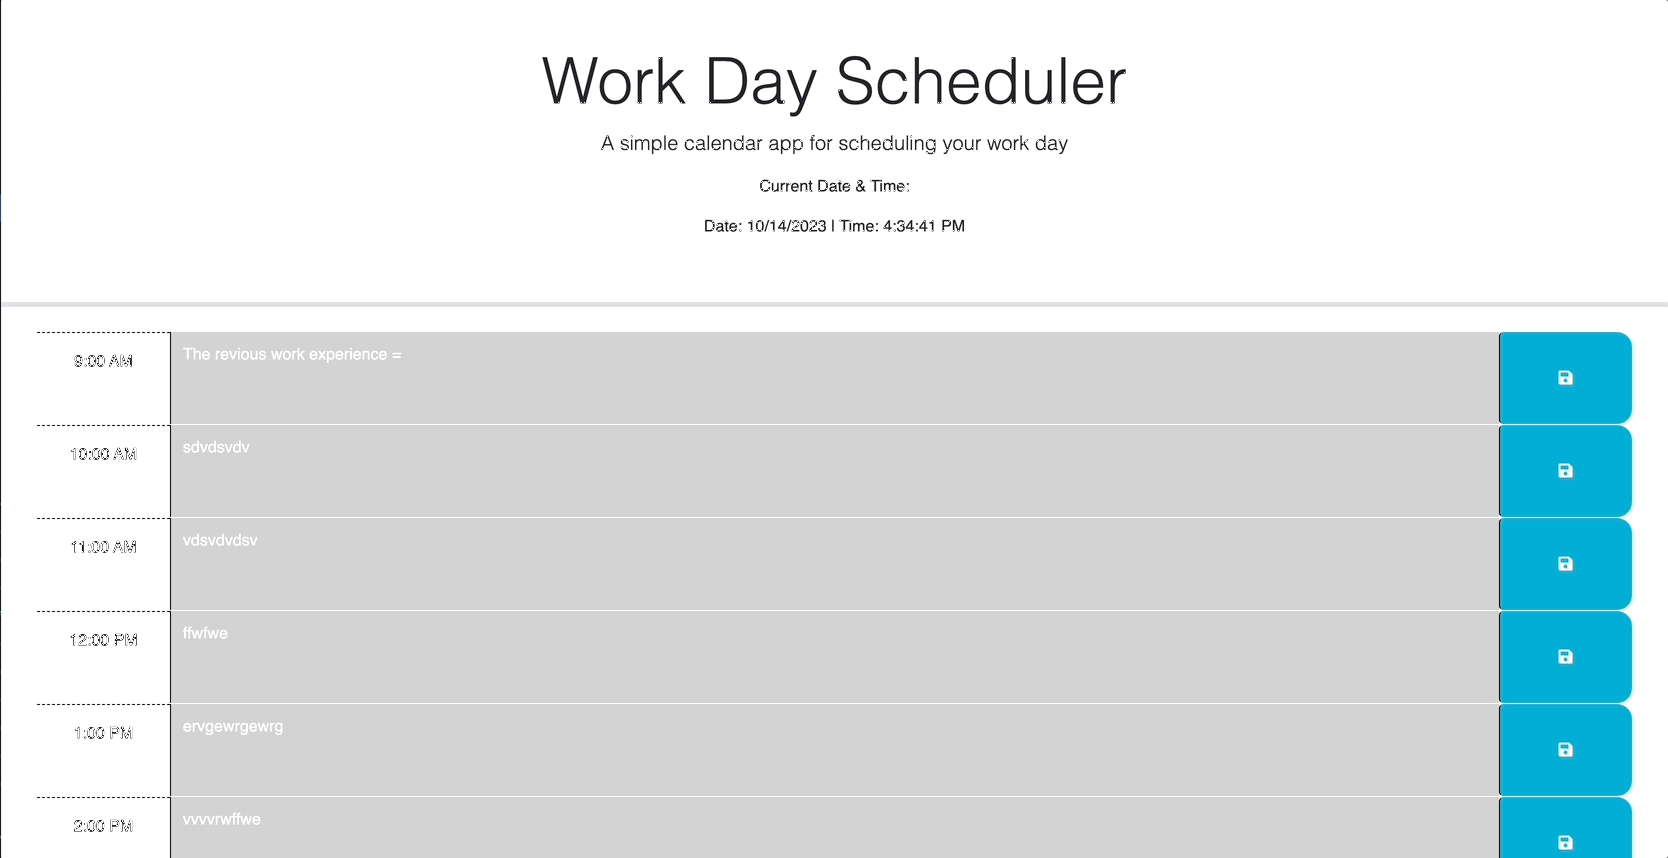 Work Day Scheduler
A simple calendar app for scheduling your work day
Current Date & Time:
Date: 10/14/2023 | Time: 4:34:41 PM
9:00 AM The revious work experience =
10:00 AM sdvdsvdv
11:00 AM vdsvdvdsv
12:00 PM ffwfwe
1:00 PM ervgewrgewrg
2:00 PM vvvvrwffwe